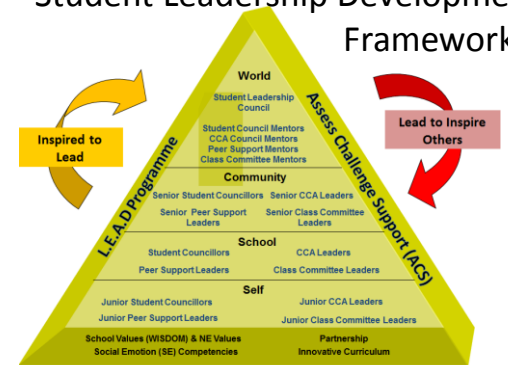 Student Leadership Developme
Framework
World
Student Leadership
Council
Student Council Mentors
CCA Council Mentors
Peer Support Mentors
Class Committee Mentors
Inspired to
Lead
Lead to Inspire
Others
L.E.A.D Programme
Assess Challenge Support (ACS)
Community
Senior Student Councillors Senior CCA Leaders
Senior Peer Support
Leaders
Senior Class Committee
Leaders
School
Student Councillors CCA Leaders
Peer Support Leaders Class Committee Leaders
Self
Junior Student Councillors Junior CCA Leaders
Junior Peer Support Leaders Junior Class Committee Leaders
School Values (WISDOM) & NE Values Partnership
Social Emotion (SE) Competencies Innovative Curriculum